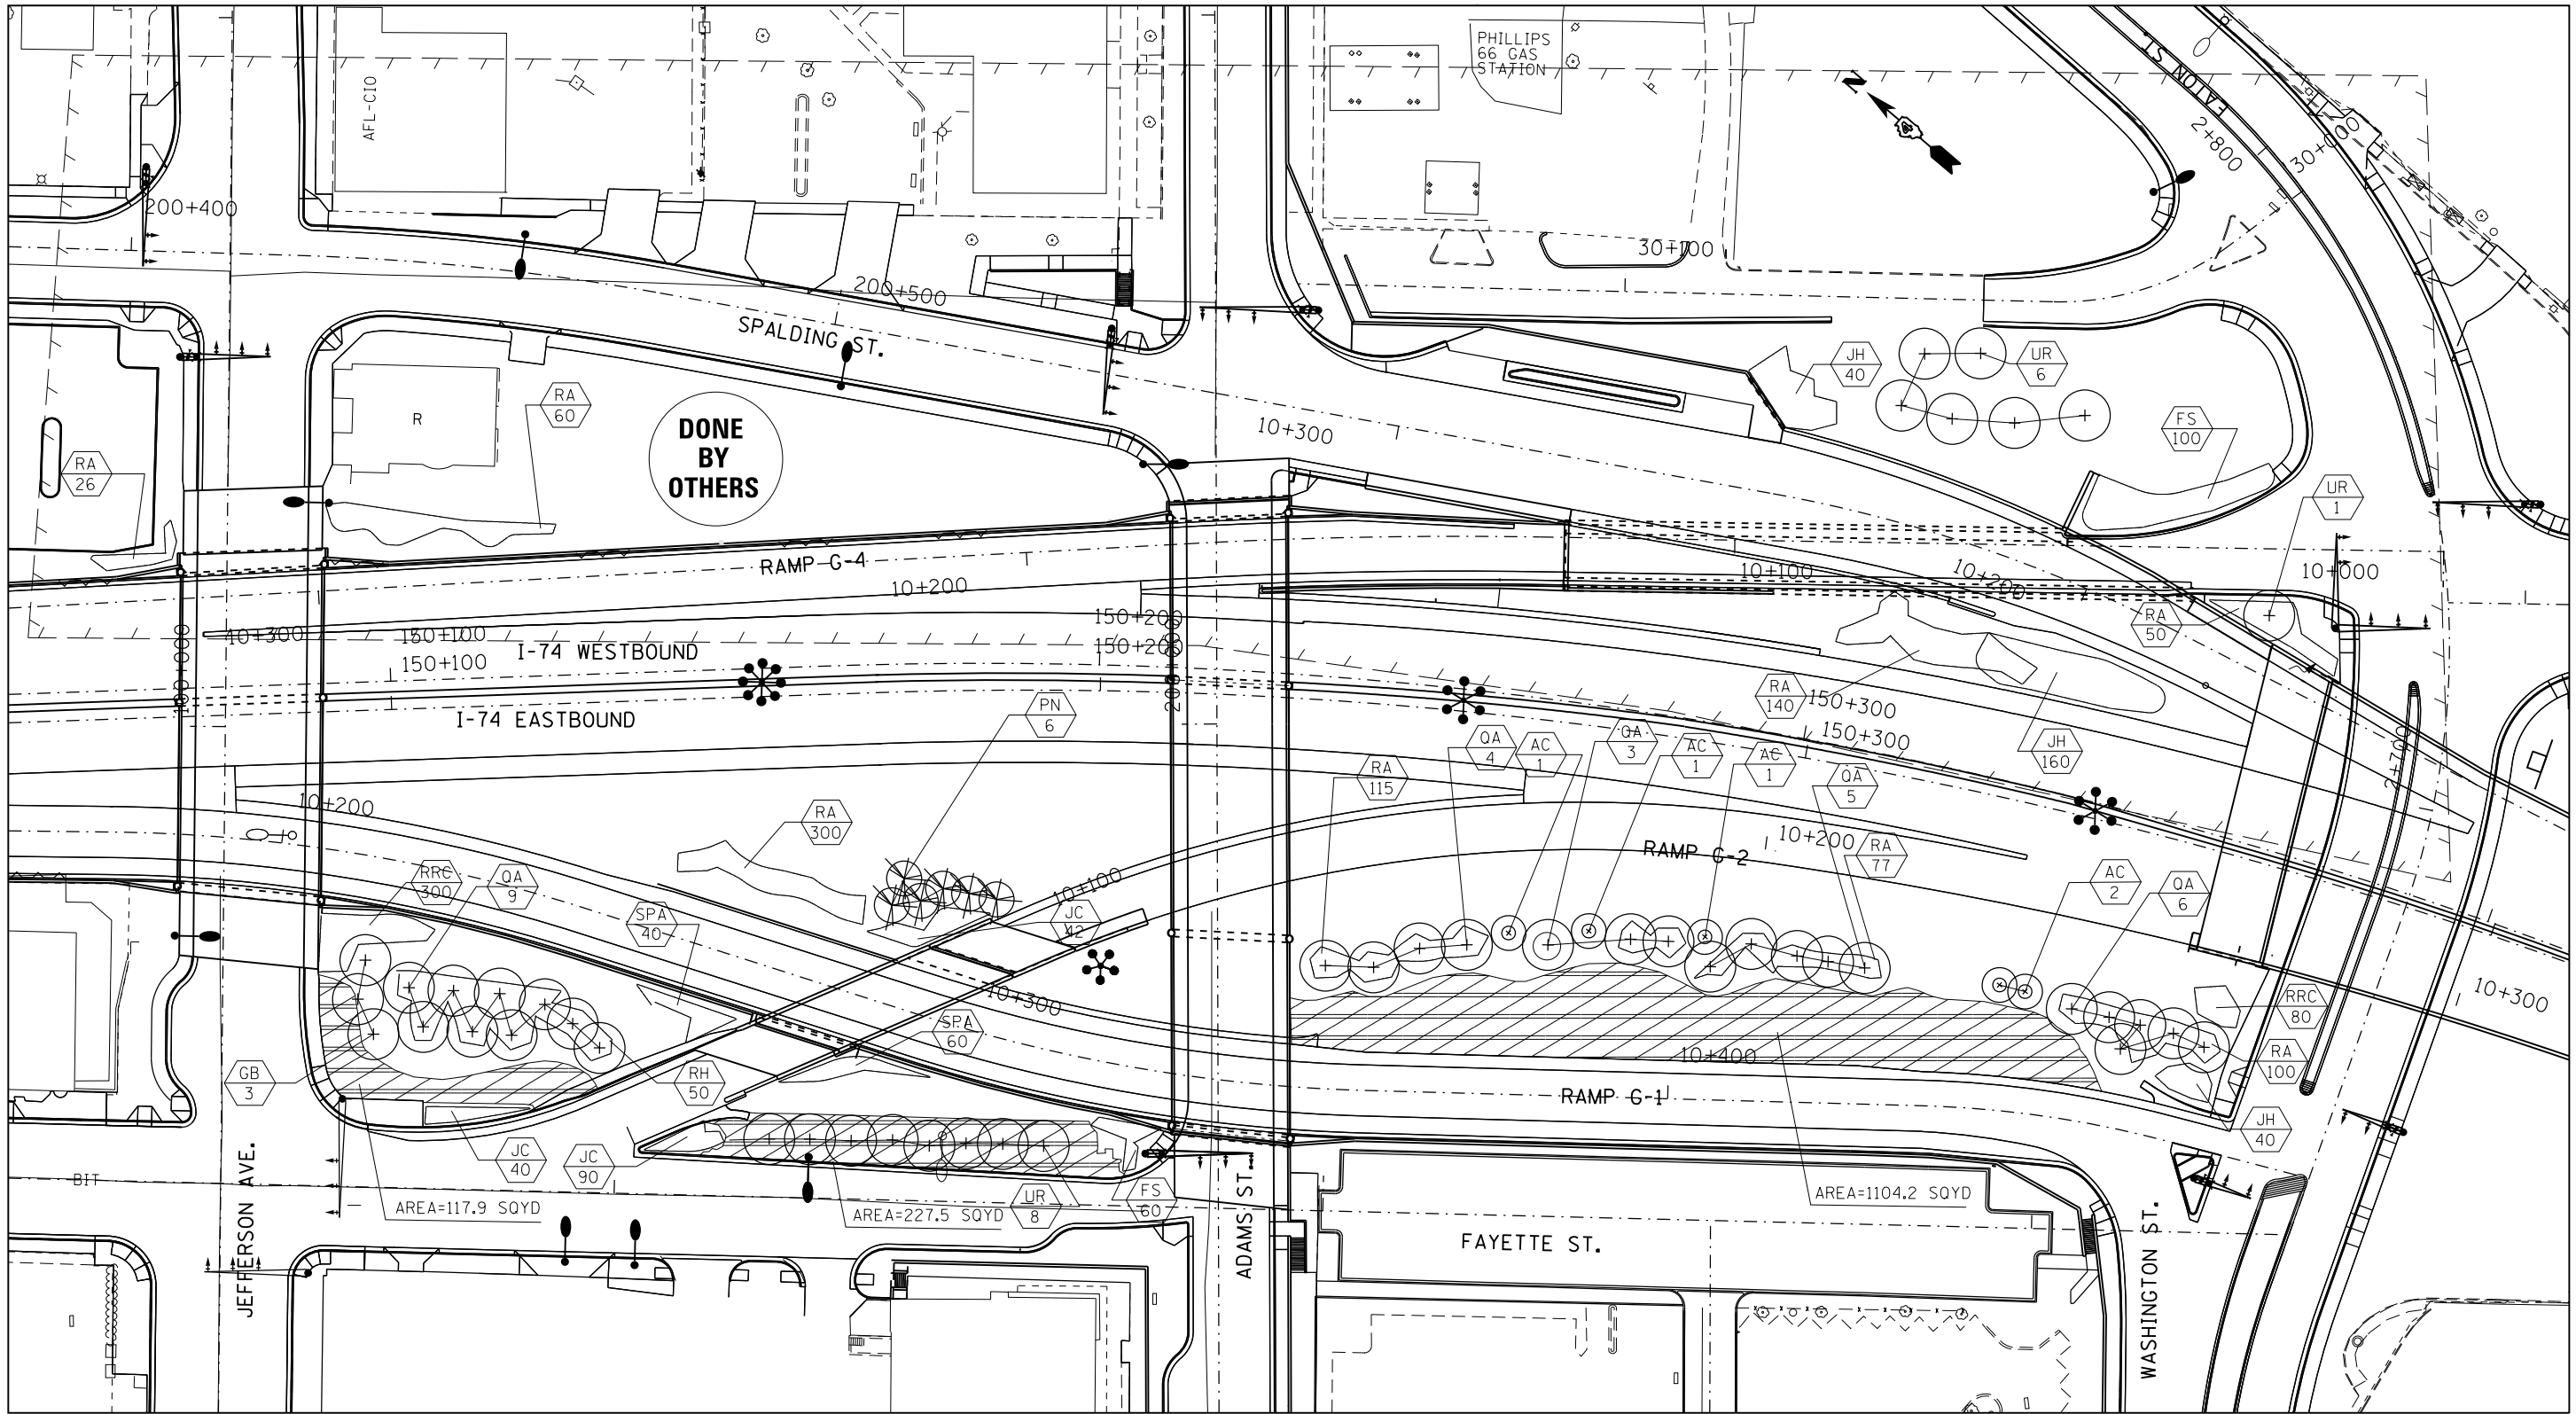 PHILLIPS
66 GAS
STATION
EATON ST.
N
4
AFL-CIO
2+800
30+000
200+400
30+100
200+500
SPALDING ST.
JH
40
UR
6
RA
60
R
DONE
BY
OTHERS
10+300
FS
100
RA
26
UR
1
RAMP G-4
10+200
10+100
10+200
10+000
150+200
150+200
RA
50
40+300
150+100
150+100
I-74 WESTBOUND
I-74 EASTBOUND
PN
6
RA
140
150+300
150+300
JH
160
QA
4
AC
1
QA
3
AC
1
AC
1
QA
5
RA
115
2+700
10+200
RA
300
RAMP G-2
10+200
RA
77
RRC
300
QA
9
SPA
40
10+100
JC
42
AC
2
QA
6
10+300
10+300
RRC
80
SPA
60
10+400
RA
100
GB
3
RH
50
RAMP G-1
JH
40
JC
40
JC
90
BIT
AREA=117.9 SQYD
AREA=227.5 SQYD
UR
8
FS
60
AREA=1104.2 SQYD
JEFFERSON AVE.
ADAMS ST.
FAYETTE ST.
WASHINGTON ST.